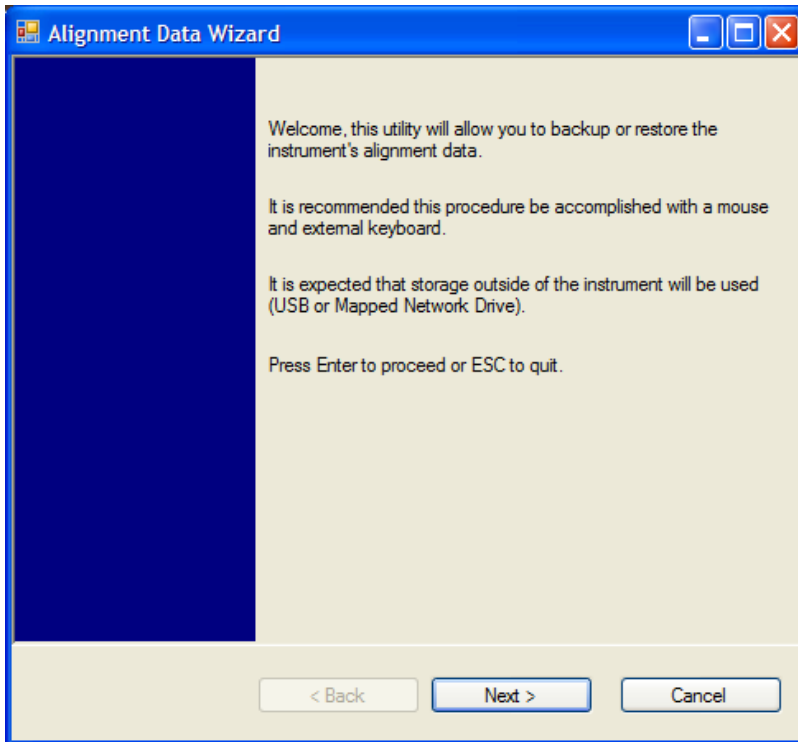 Alignment Data Wizard
Welcome, this utility will allow you to backup or restore the
instrument's alignment data.
It is recommended this procedure be accomplished with a mouse
and external keyboard.
It is expected that storage outside of the instrument will be used
(USB or Mapped Network Drive).
Press Enter to proceed or ESC to quit.
< Back
Next >
Cancel